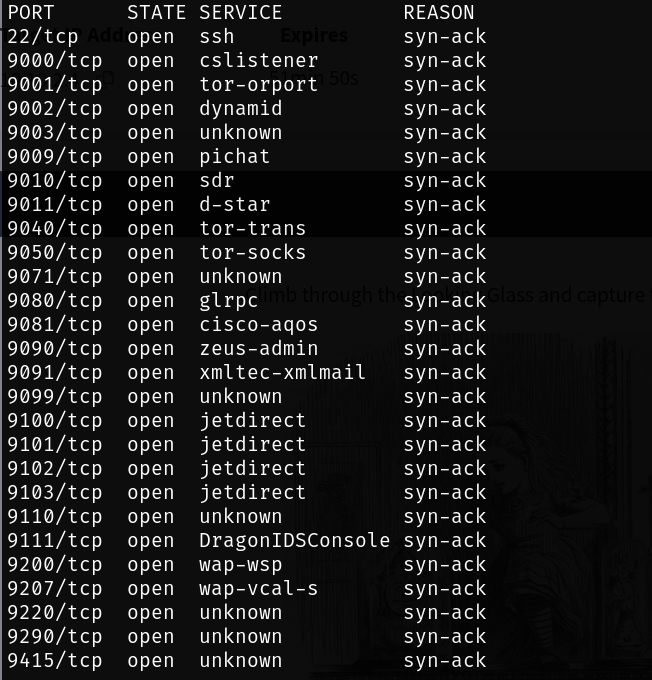 PORT STATE SERVICE REASON
22/tcp open ssh syn-ack
9000/tcp open cslistener syn-ack
9001/tcp open tor-orport syn-ack
9002/tcp open dynamid syn-ack
9003/tcp open unknown syn-ack
9009/tcp open pichat syn-ack
9010/tcp open sdr syn-ack
9011/tcp open d-star syn-ack
9040/tcp open tor-trans syn-ack
9050/tcp open tor-socks syn-ack
9071/tcp open unknown syn-ack
9080/tcp open glrpc syn-ack
9081/tcp open cisco-aqos syn-ack
9090/tcp open zeus-admin syn-ack
9091/tcp open xmltec-xmlmail syn-ack
9099/tcp open unknown syn-ack
9100/tcp open jetdirect syn-ack
9101/tcp open jetdirect syn-ack
9102/tcp open jetdirect syn-ack
9103/tcp open jetdirect syn-ack
9110/tcp open unknown syn-ack
9111/tcp open DragonIDSConsole syn-ack
9200/tcp open wap-wsp syn-ack
9207/tcp open wap-vcal-s syn-ack
9220/tcp open unknown syn-ack
9290/tcp open unknown syn-ack
9415/tcp open unknown syn-ack
Expires
Climb through the Looking Glass and capture